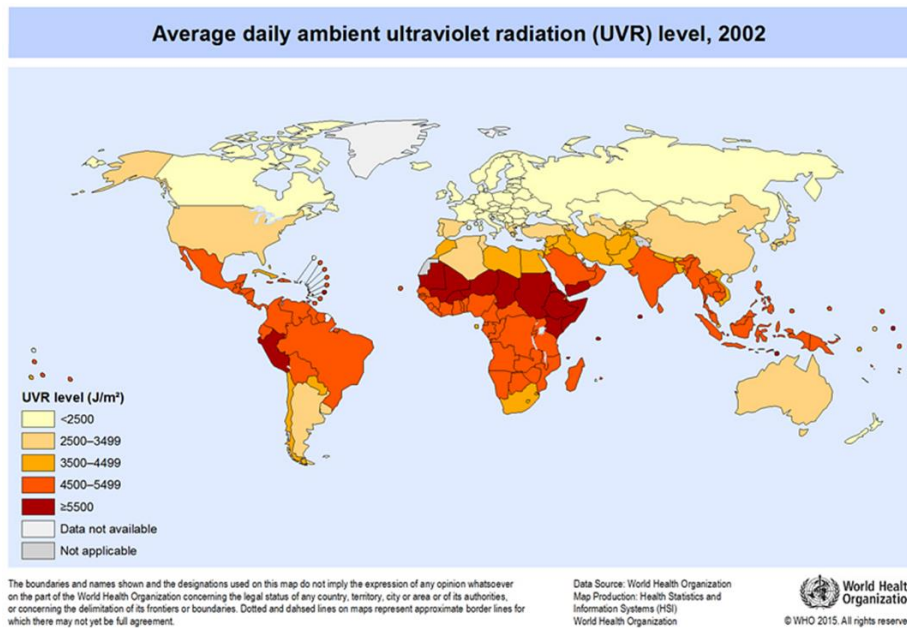 Average daily ambient ultraviolet radiation (UVR) level, 2002
UVR level (J/m²)
<2500
2500–3499
3500–4499
4500–5499
≥5500
Data not available
Not applicable
The boundaries and names shown and the designations used on this map do not imply the expression of any opinion whatsoever
on the part of the World Health Organization concerning the legal status of any country, territory, city or area or of its authorities,
or concerning the delimitation of its frontiers or boundaries. Dotted and dahsed lines on maps represent approximate border lines for
which there may not yet be full agreement.
Data Source: World Health Organization
Map Production: Health Statistics and
Information Systems (HSI)
World Health Organization
World Healt
Organizatio
© WHO 2015. All rights reserve